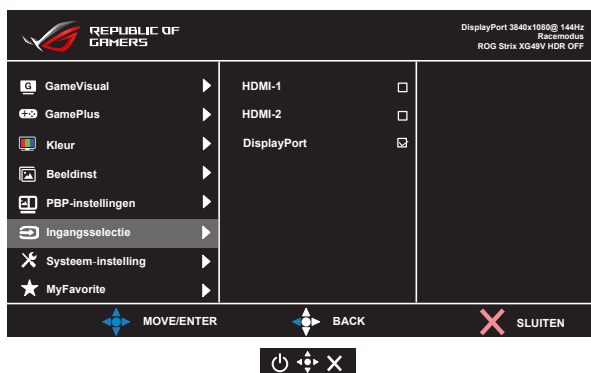 REPUBLIC OF
GAMERS
DisplayPort 3840x1080@ 144Hz
Racemodus
ROG Strix XG49V HDR OFF
G GameVisual
GamePlus
Kleur
Beeldinst
PBP-instellingen
Ingangsselectie
Systeem-instelling
MyFavorite
HDMI-1
HDMI-2
DisplayPort
MOVE/ENTER
BACK
SLUITEN